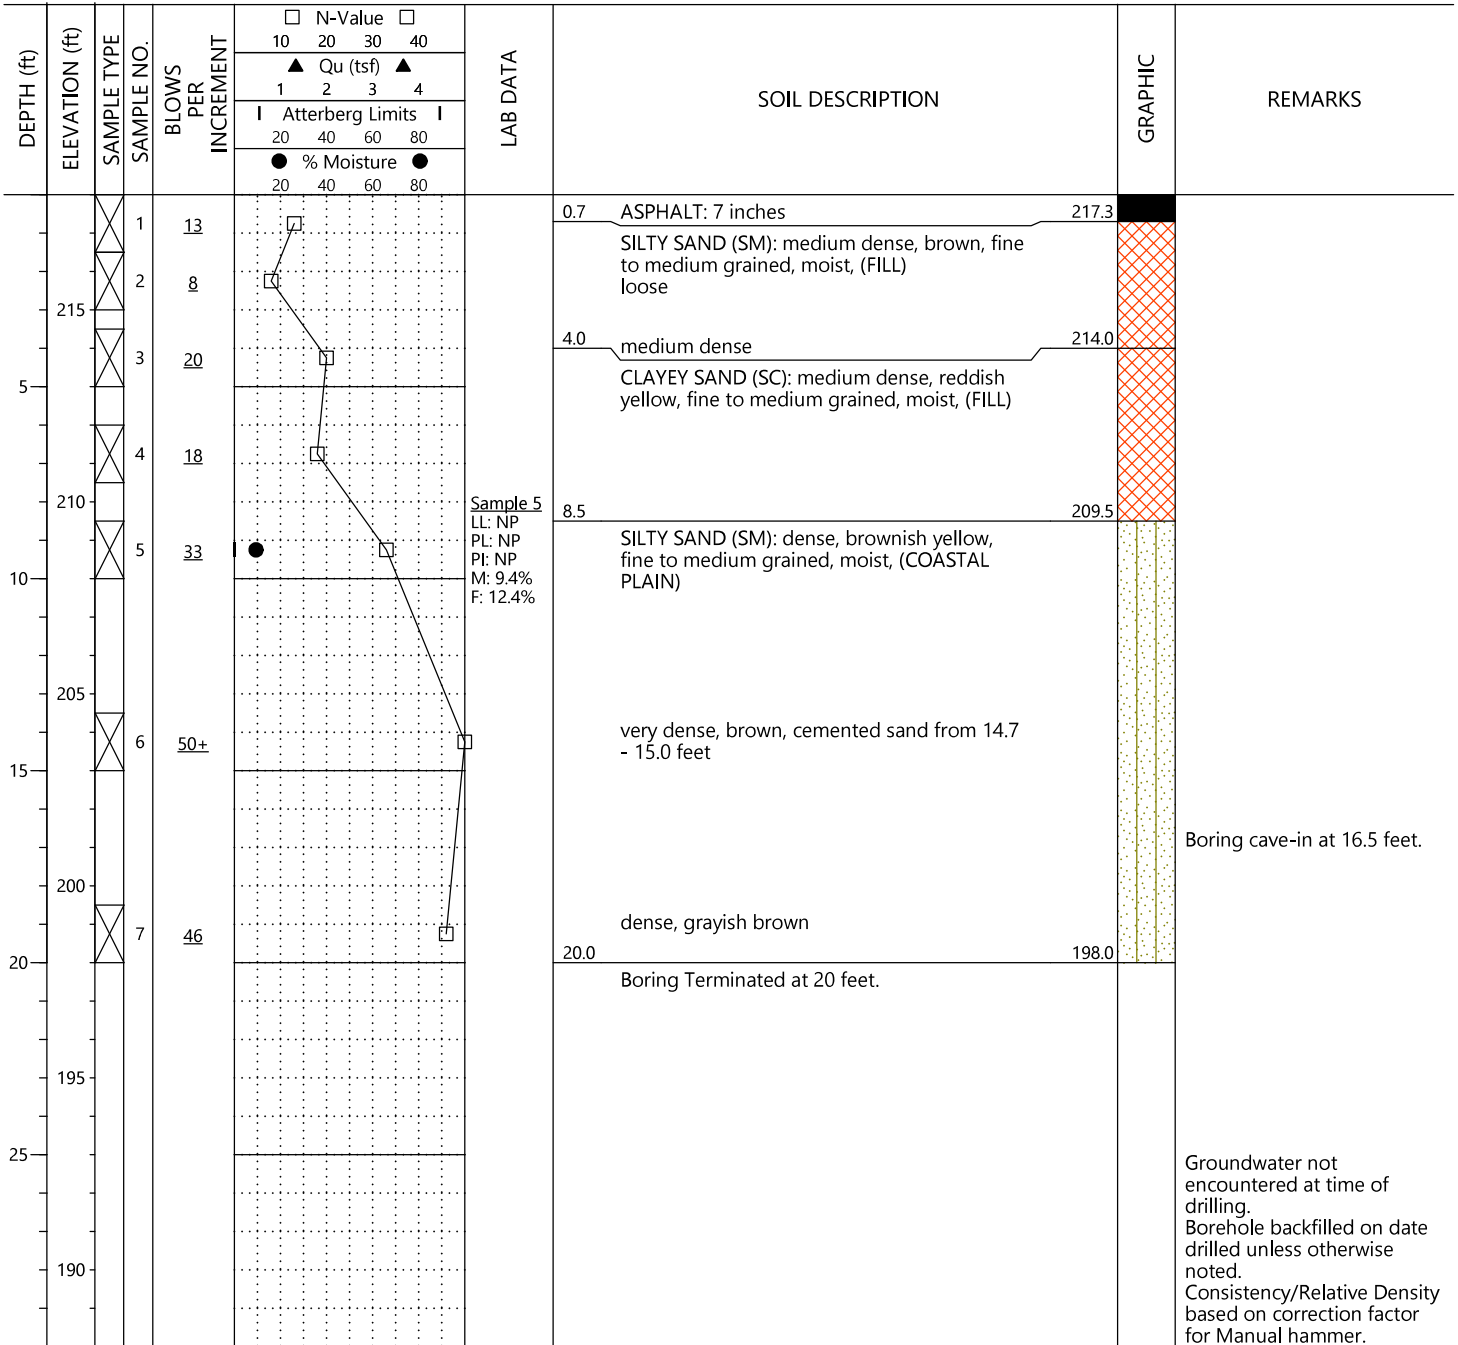 DEPTH (ft)
ELEVATION (ft)
SAMPLE TYPE
SAMPLE NO.
BLOWS
PER
INCREMENT
N-Value
10 20 30 40
Qu (tsf)
1 2 3 4
Atterberg Limits
20 40 60 80
% Moisture
20 40 60 80
LAB DATA
SOIL DESCRIPTION
GRAPHIC
REMARKS
0.7 ASPHALT: 7 inches 217.3
1 13
SILTY SAND (SM): medium dense, brown, fine
to medium grained, moist, (FILL)
loose
2 8
215
4.0 medium dense 214.0
3 20
CLAYEY SAND (SC): medium dense, reddish
yellow, fine to medium grained, moist, (FILL)
5
4 18
210
Sample 5
LL: NP
PL: NP
PI: NP
M: 9.4%
F: 12.4%
8.5 209.5
SILTY SAND (SM): dense, brownish yellow,
fine to medium grained, moist, (COASTAL
PLAIN)
5 33
10
205
very dense, brown, cemented sand from 14.7
- 15.0 feet
6 50+
15
Boring cave-in at 16.5 feet.
200
dense, grayish brown
7 46
20.0 198.0
20
Boring Terminated at 20 feet.
195
25
Groundwater not
encountered at time of
drilling.
Borehole backfilled on date
drilled unless otherwise
noted.
Consistency/Relative Density
based on correction factor
for Manual hammer.
190